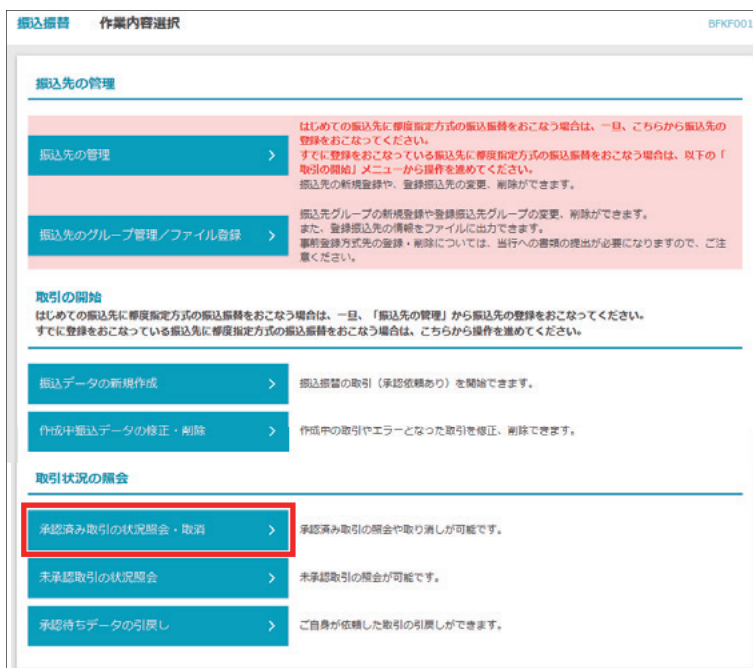 振込振替 作業内容選択 BFKF001
振込先の管理
振込先の管理
はじめての振込先に都度指定方式の振込振替をおこなう場合は、一旦、こちらから振込先の
登録をおこなってください。
すでに登録をおこなっている振込先に都度指定方式の振込振替をおこなう場合は、以下の「
取引の開始」メニューから操作を進めてください。
振込先の新規登録や、登録振込先の変更、削除ができます。
振込先のグループ管理/ファイル登録
振込先グループの新規登録や登録振込先グループの変更、削除ができます。
また、登録振込先の情報をファイルに出力できます。
事前登録方式先の登録・削除については、当行への書類の提出が必要になりますので、ご注
意ください。
取引の開始
はじめての振込先に都度指定方式の振込振替をおこなう場合は、一旦、「振込先の管理」から振込先の登録をおこなってください。
すでに登録をおこなっている振込先に都度指定方式の振込振替をおこなう場合は、こちらから操作を進めてください。
振込データの新規作成
振込振替の取引(承認依頼あり)を開始できます。
作成中振込データの修正・削除
作成中の取引やエラーとなった取引を修正、削除できます。
取引状況の照会
承認済み取引の状況照会・取消
承認済み取引の照会や取り消しが可能です。
未承認取引の状況照会
未承認取引の照会が可能です。
承認待ちデータの引戻し
ご自身が依頼した取引の引戻しができます。